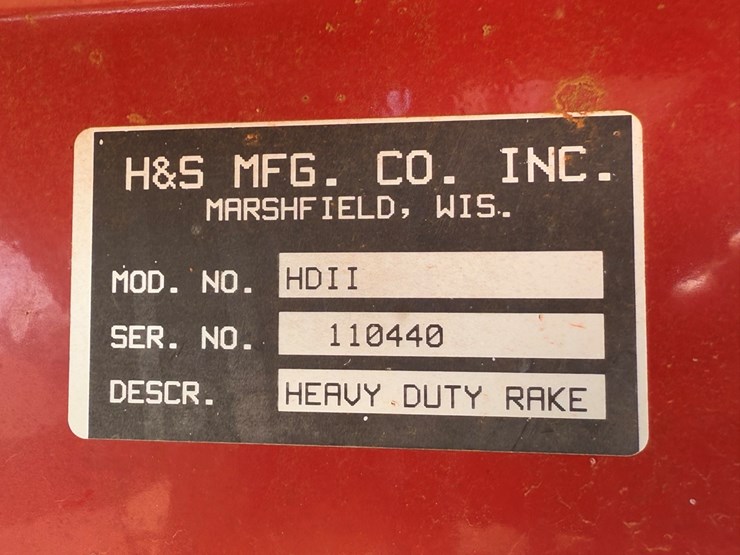 H&S MFG. CO. INC.
MARSHFIELD, WIS.
MOD. NO. HDII
SER. NO. 110440
DESCR. HEAVY DUTY RAKE